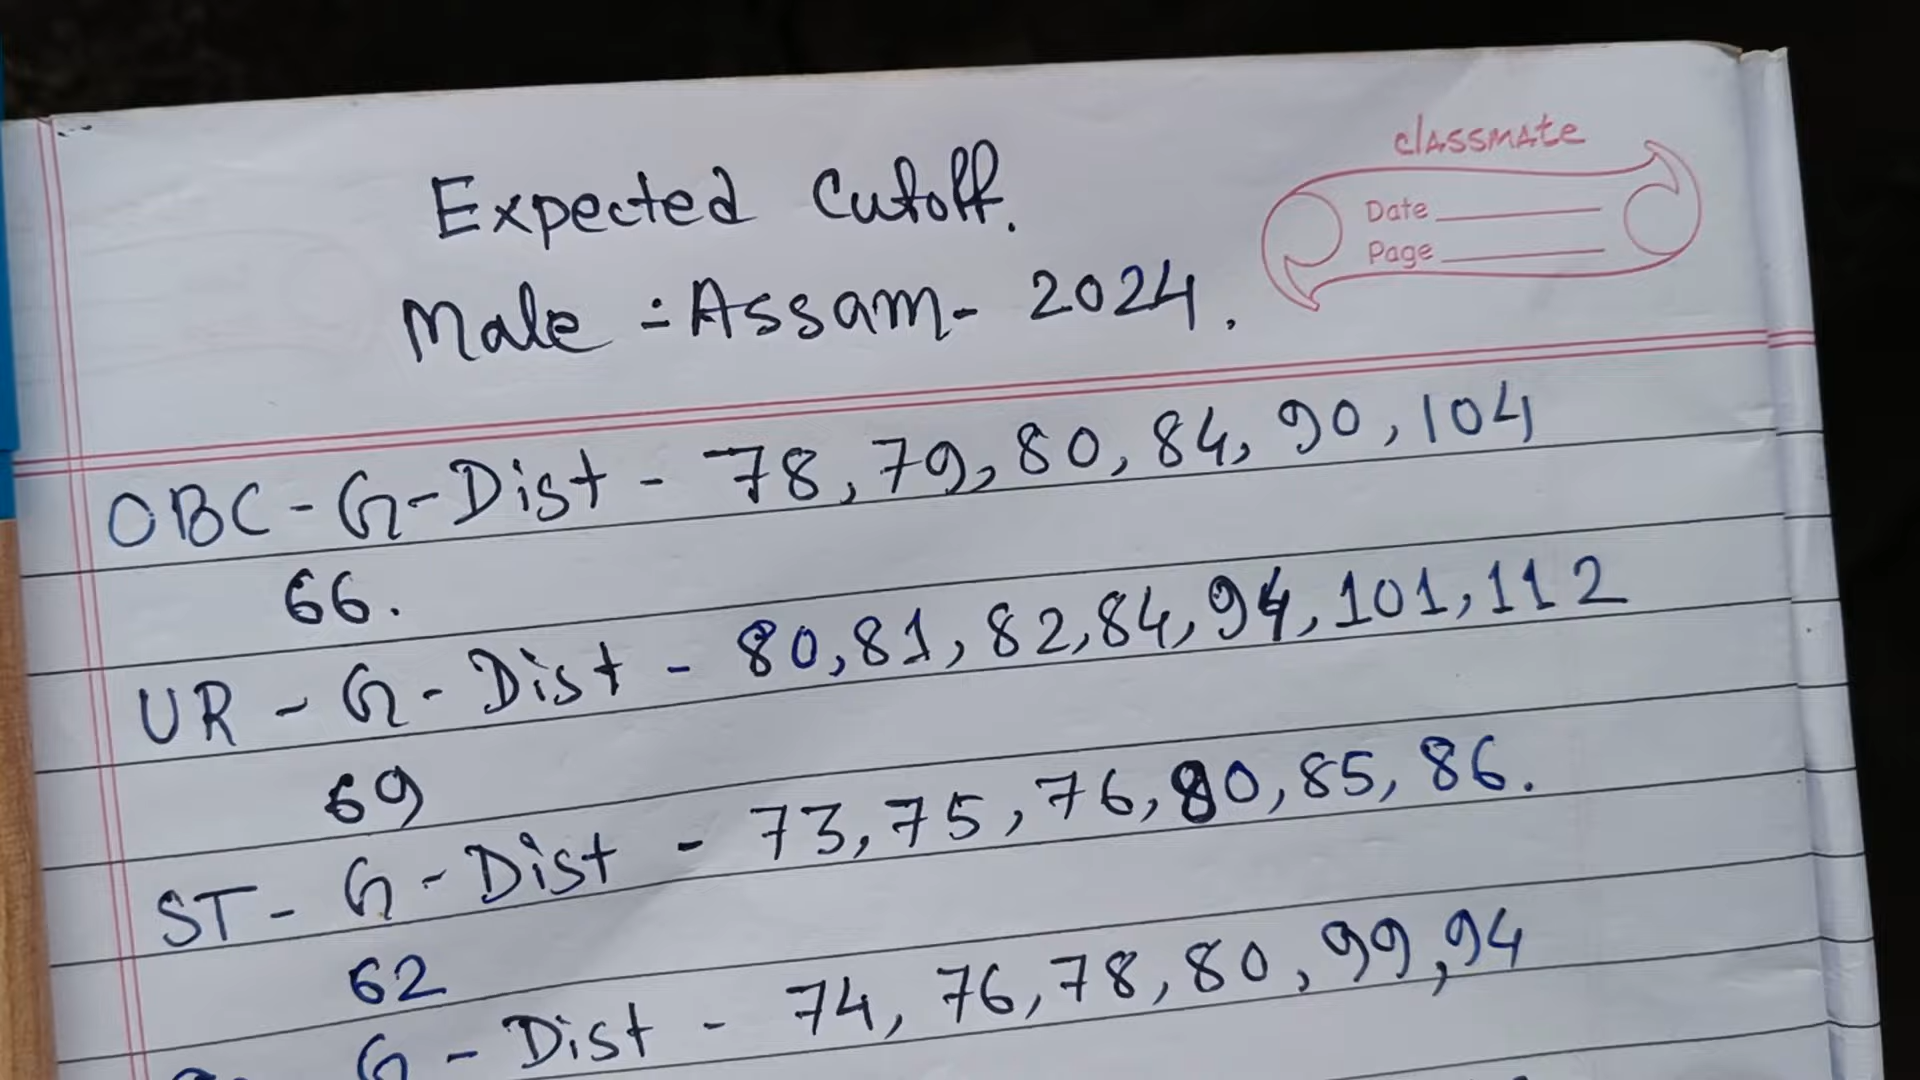 classmate
Date
Page
Expected Cutoff.
Male :- Assam - 2024.
OBC - G - Dist - 78, 79, 80, 84, 90, 104
66.
UR - G - Dist - 80, 81, 82, 84, 94, 101, 112
69
ST - G - Dist - 73, 75, 76, 80, 85, 86.
62
G - Dist - 74, 76, 78, 80, 99, 94